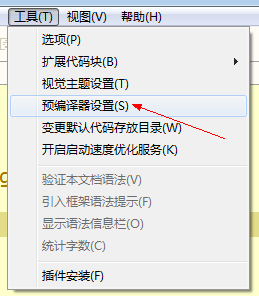 工具(T) 视图(V) 帮助(H)
选项(P)
扩展代码块(B)
视觉主题设置(T)
预编译器设置(S)
变更默认代码存放目录(W)
开启启动速度优化服务(K)
验证本文档语法(V)
引入框架语法提示(F)
显示语法信息栏(O)
统计字数(C)
插件安装(F)